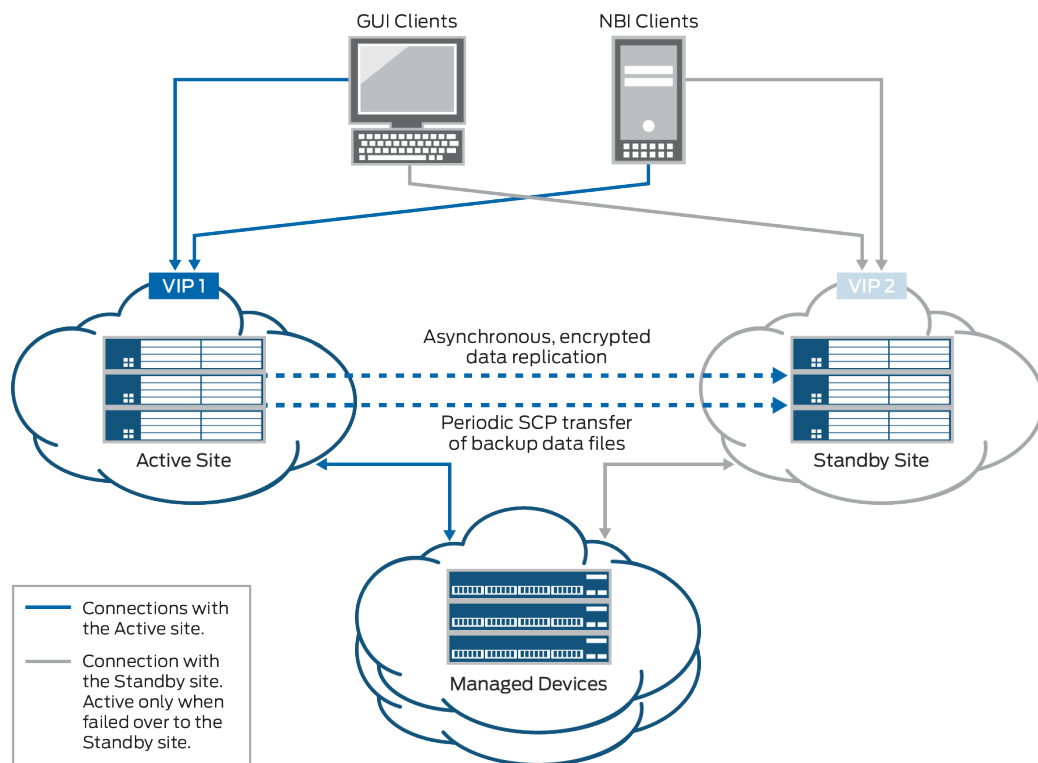 GUI Clients
NBI Clients
VIP 1
VIP 2
Asynchronous, encrypted
data replication
Periodic SCP transfer
of backup data files
Active Site
Standby Site
Managed Devices
Connections with
the Active site.
Connection with
the Standby site.
Active only when
failed over to the
Standby site.